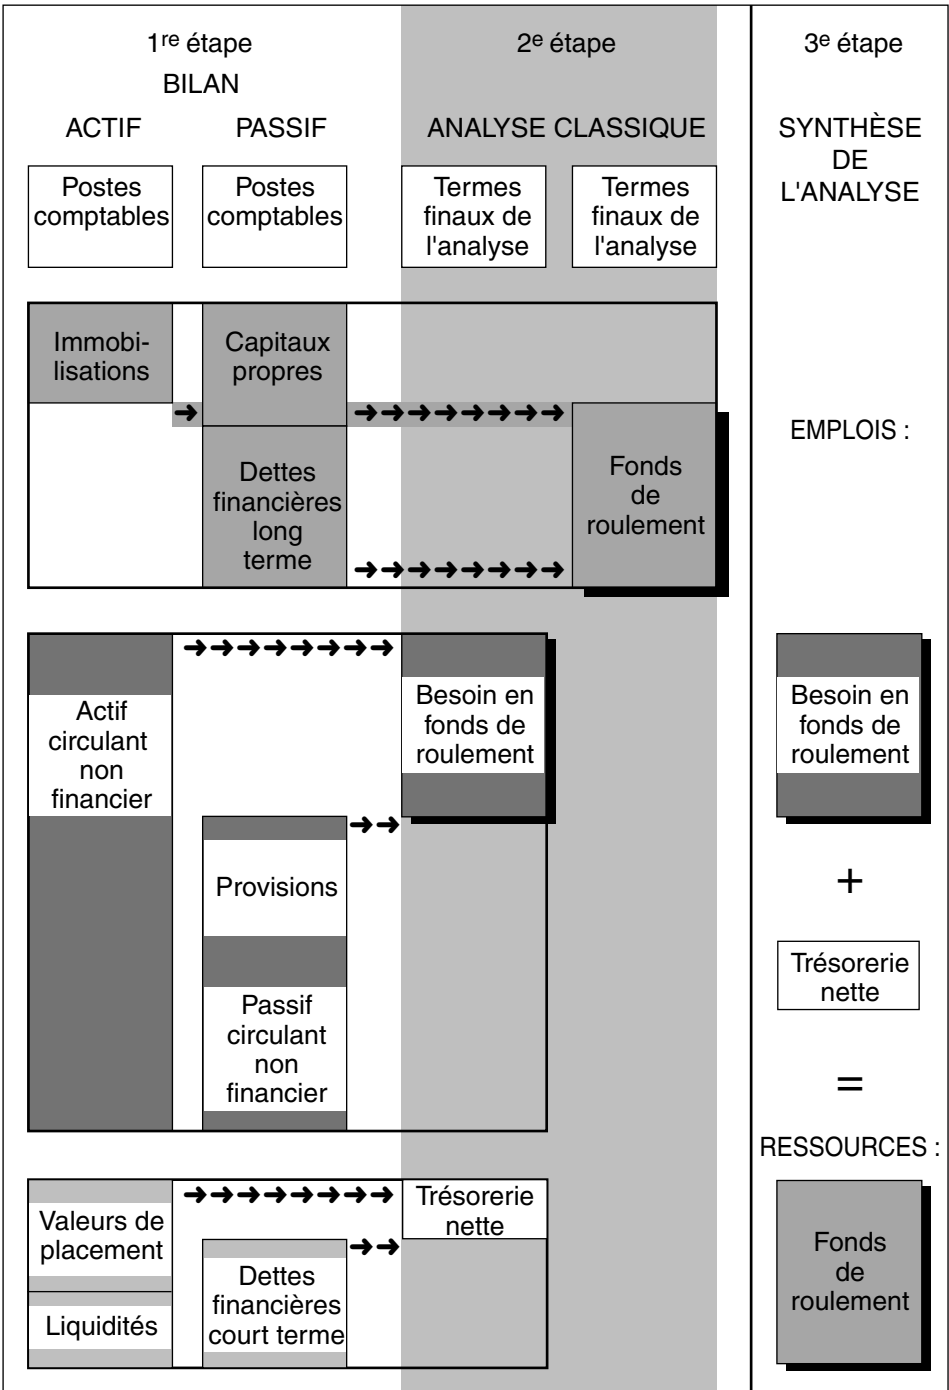 1re étape
2e étape
3e étape
BILAN
ACTIF
PASSIF
ANALYSE CLASSIQUE
SYNTHÈSE
DE
L'ANALYSE
Postes
comptables
Postes
comptables
Termes
finaux de
l'analyse
Termes
finaux de
l'analyse
Immobi-
lisations
Capitaux
propres
EMPLOIS :
Dettes
financières
long
terme
Fonds
de
roulement
Actif
circulant
non
financier
Besoin en
fonds de
roulement
Besoin en
fonds de
roulement
Provisions
+
Trésorerie
nette
Passif
circulant
non
financier
=
RESSOURCES :
Valeurs de
placement
Trésorerie
nette
Liquidités
Dettes
financières
court terme
Fonds
de
roulement